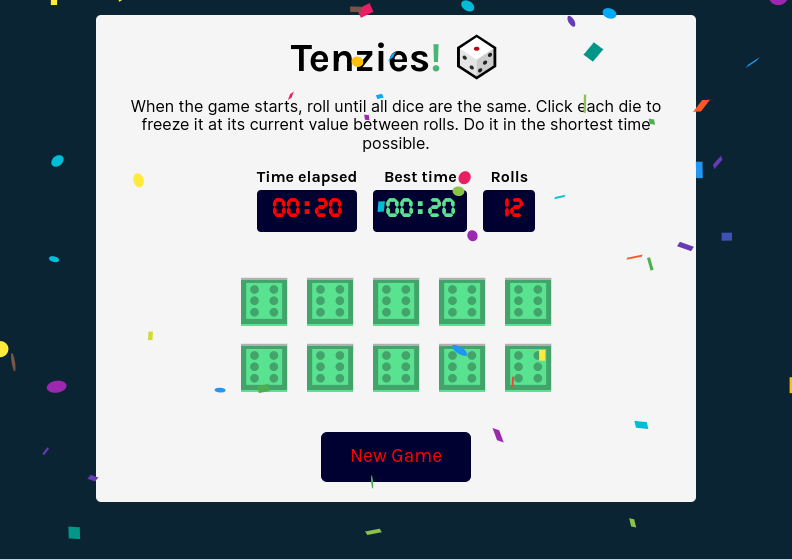 Tenzies!
When the game starts, roll until all dice are the same. Click each die to
freeze it at its current value between rolls. Do it in the shortest time
possible.
Time elapsed Best time Rolls
00:20 00:20 12
New Game